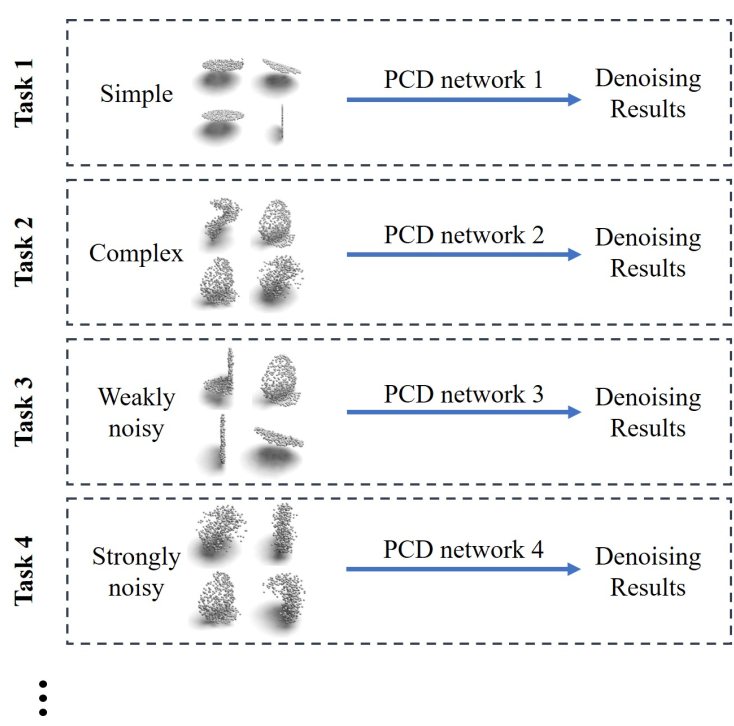 Task 1
Simple
PCD network 1
Denoising
Results
Task 2
Complex
PCD network 2
Denoising
Results
Task 3
Weakly
noisy
PCD network 3
Denoising
Results
Task 4
Strongly
noisy
PCD network 4
Denoising
Results
...